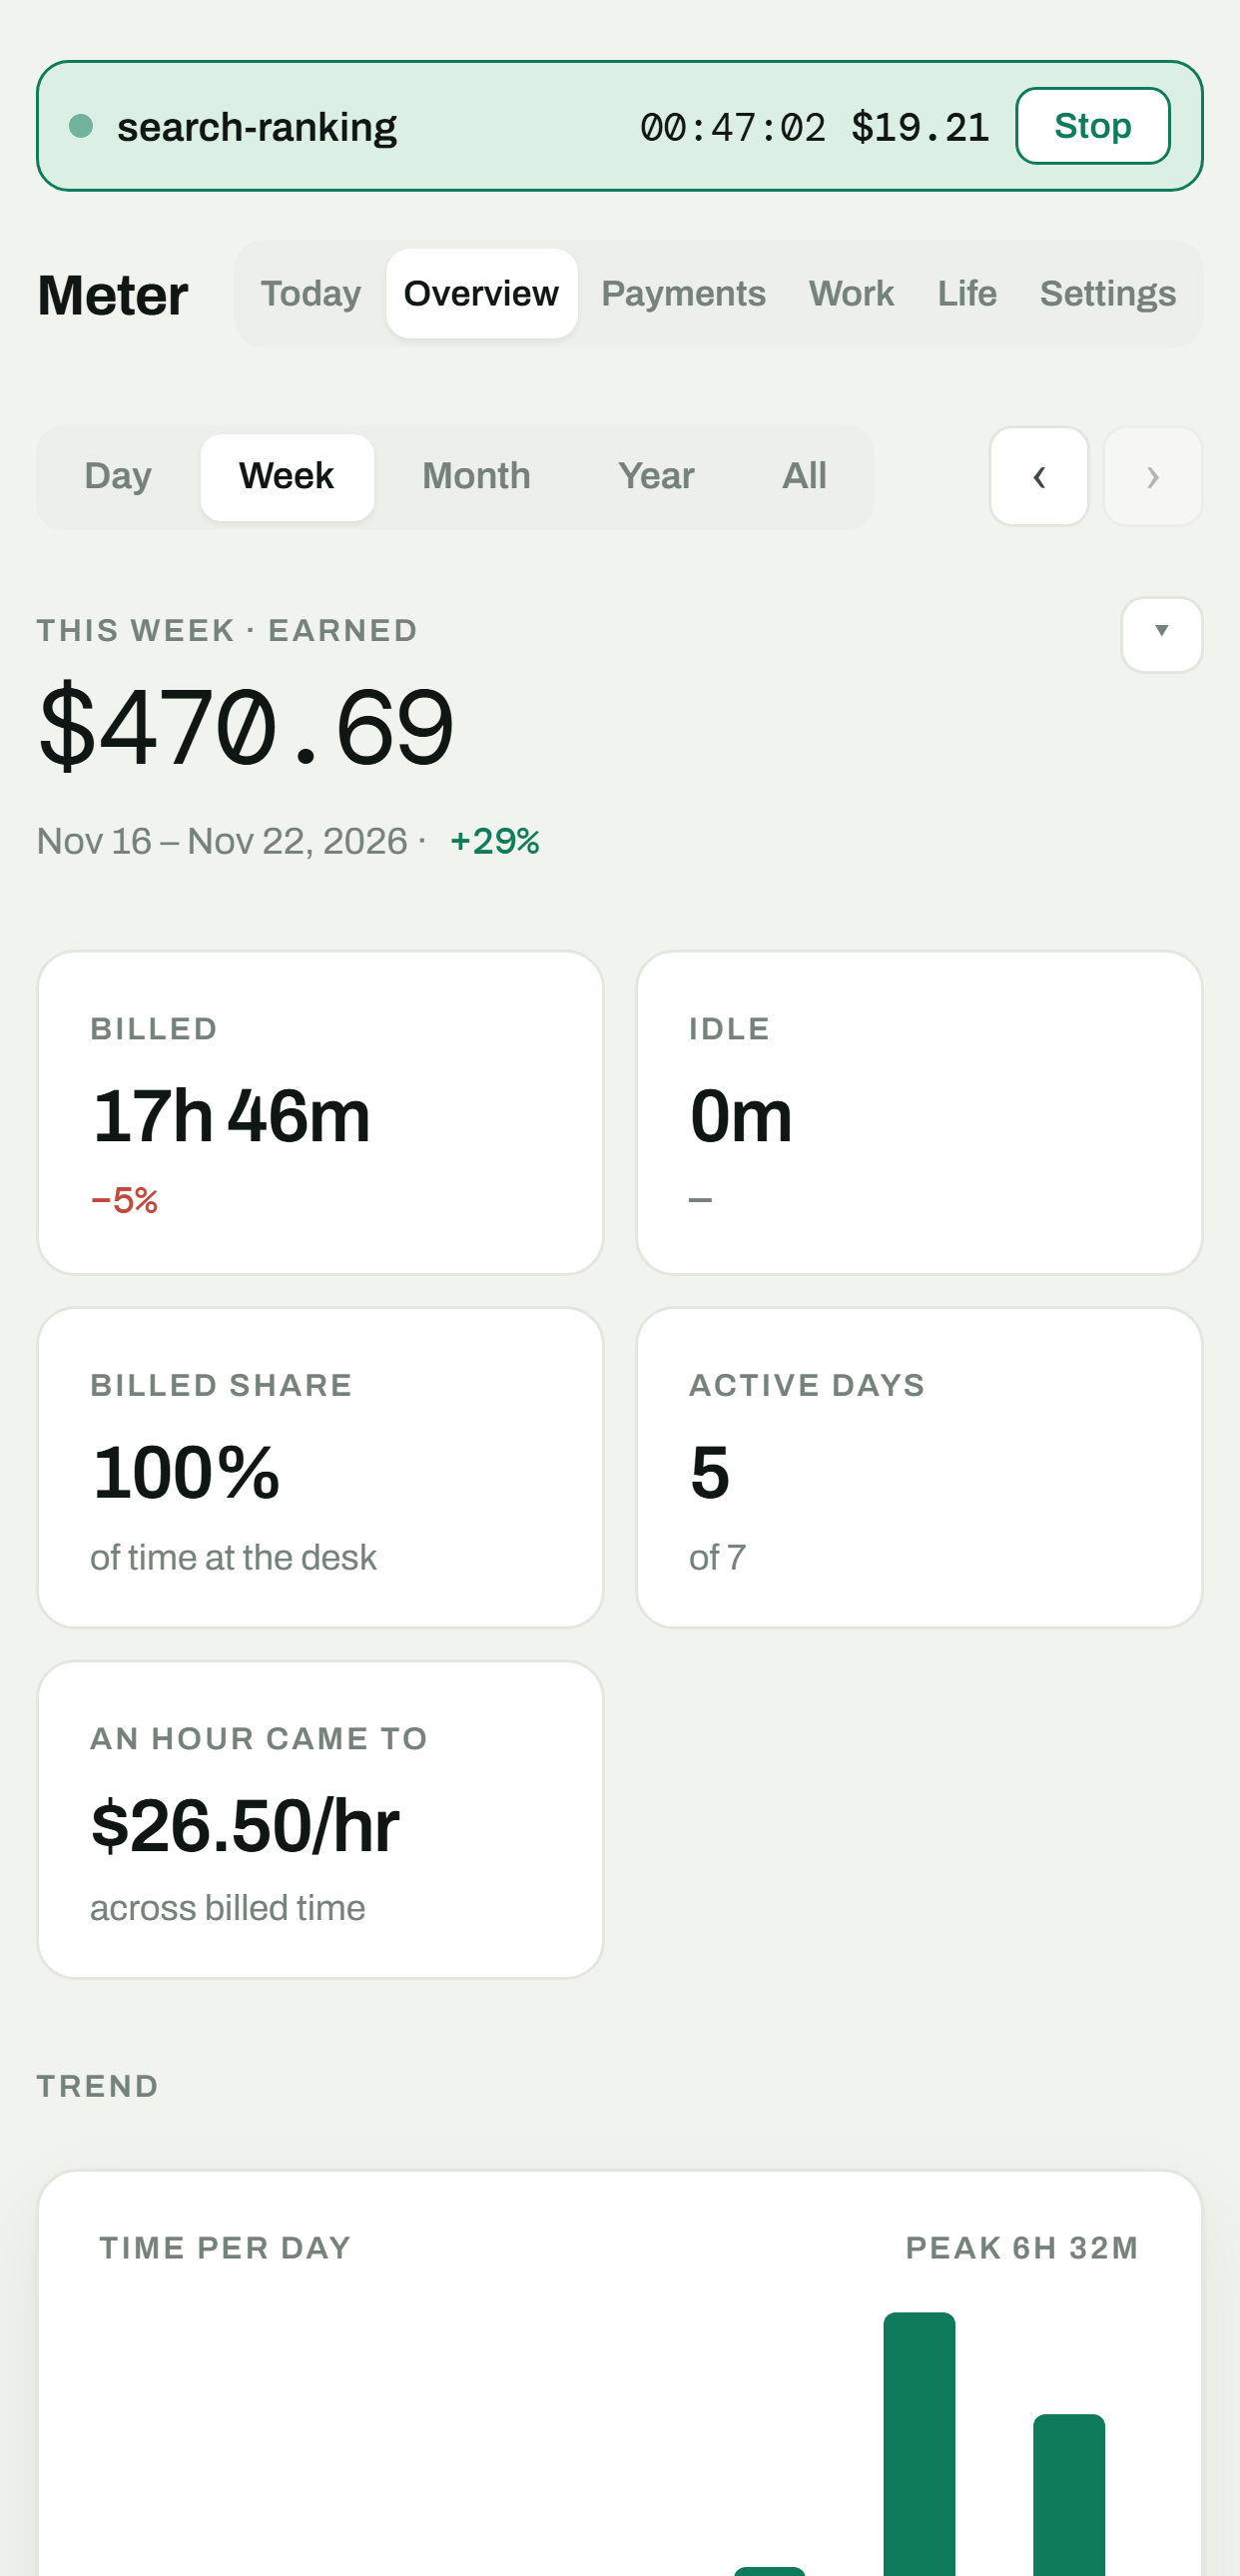 search-ranking 00:47:02 $19.21 Stop
Meter Today Overview Payments Work Life Settings
Day Week Month Year All ‹ ›
THIS WEEK · EARNED ▼
$470.69
Nov 16 – Nov 22, 2026 · +29%
BILLED
17h 46m
−5%
IDLE
0m
—
BILLED SHARE
100%
of time at the desk
ACTIVE DAYS
5
of 7
AN HOUR CAME TO
$26.50/hr
across billed time
TREND
TIME PER DAY PEAK 6H 32M